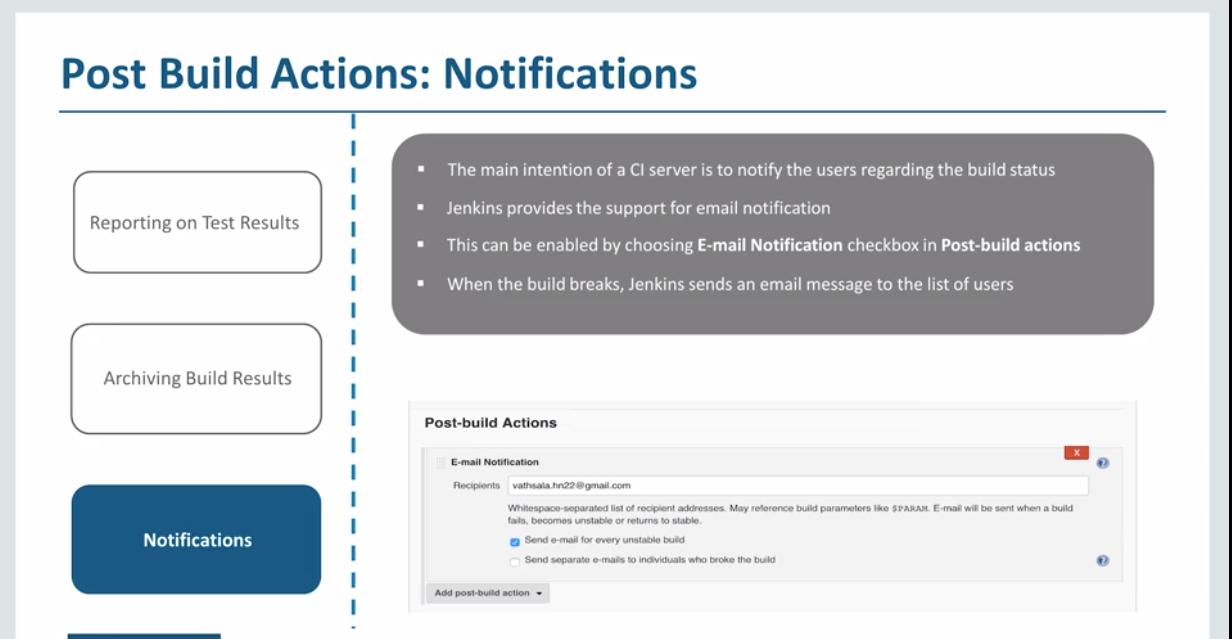 Post Build Actions: Notifications
Reporting on Test Results
Archiving Build Results
Notifications
▪ The main intention of a CI server is to notify the users regarding the build status
▪ Jenkins provides the support for email notification
▪ This can be enabled by choosing E-mail Notification checkbox in Post-build actions
▪ When the build breaks, Jenkins sends an email message to the list of users
Post-build Actions
X
E-mail Notification
?
Recipients vathsala.hn22@gmail.com
Whitespace-separated list of recipient addresses. May reference build parameters like $PARAM. E-mail will be sent when a build
fails, becomes unstable or returns to stable.
Send e-mail for every unstable build
Send separate e-mails to individuals who broke the build
?
Add post-build action